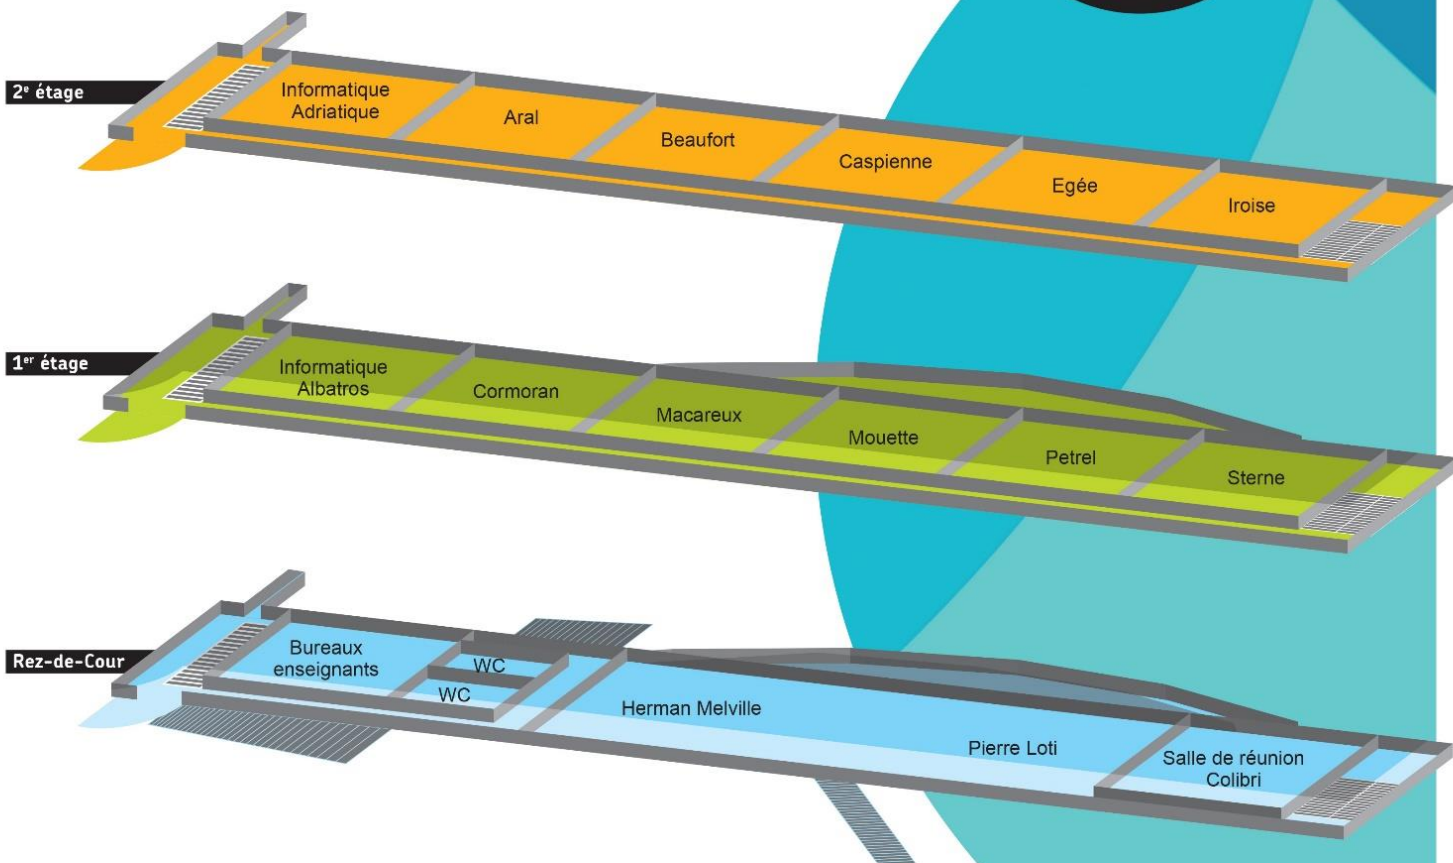 2e étage
Informatique
Adriatique
Aral
Beaufort
Caspienne
Egée
Iroise
1er étage
Informatique
Albatros
Cormoran
Macareux
Mouette
Petrel
Sterne
Rez-de-Cour
Bureaux
enseignants
WC
WC
Herman Melville
Pierre Loti
Salle de réunion
Colibri